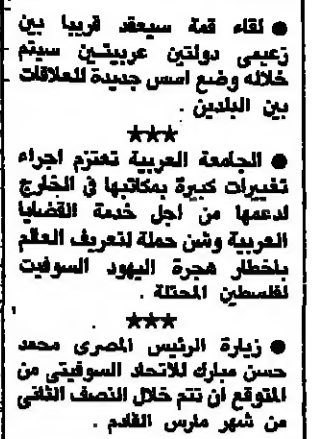 ● لقاء قمة سيعقد قريبا بين
زعيمى دولتين عربيتين سيتم
خلاله وضع اسس جديدة للعلاقات
بين البلدين .
★★★
● الجامعة العربية تعتزم اجراء
تغييرات كبيرة بمكاتبها في الخارج
لدعمها من اجل خدمة القضايا
العربية وشن حملة لتعريف العالم
باخطار هجرة اليهود السوفيت
لفلسطين المحتلة .
★★★
● زيارة الرئيس المصرى محمد
حسن مبارك للاتحاد السوفيتى من
المتوقع ان تتم خلال النصف الثانى
من شهر مارس القادم .